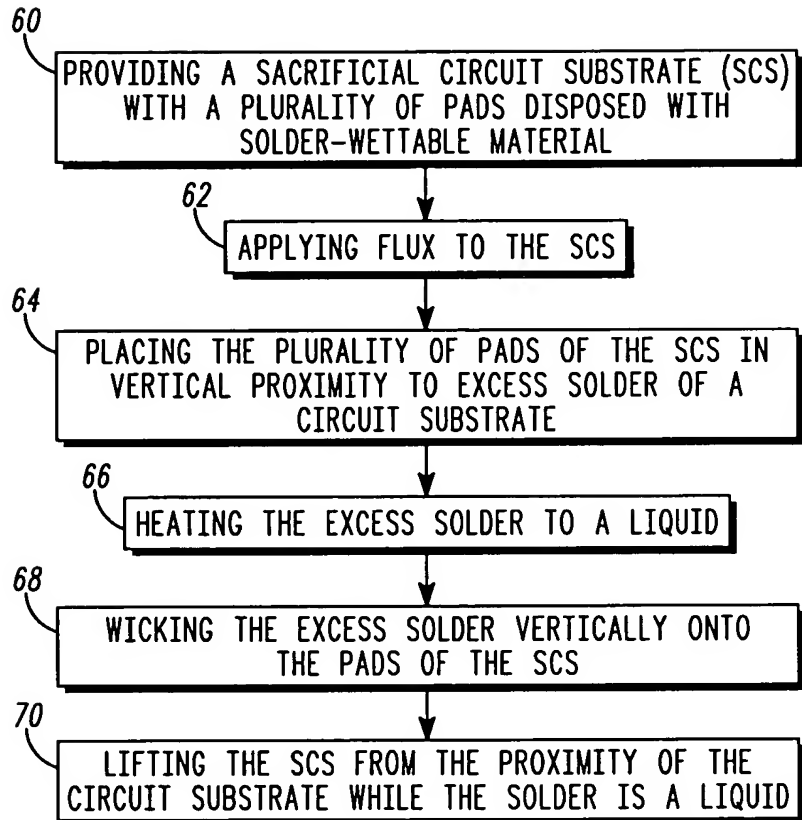 60
PROVIDING A SACRIFICIAL CIRCUIT SUBSTRATE (SCS)
WITH A PLURALITY OF PADS DISPOSED WITH
SOLDER-WETTABLE MATERIAL
62
APPLYING FLUX TO THE SCS
64
PLACING THE PLURALITY OF PADS OF THE SCS IN
VERTICAL PROXIMITY TO EXCESS SOLDER OF A
CIRCUIT SUBSTRATE
66
HEATING THE EXCESS SOLDER TO A LIQUID
68
WICKING THE EXCESS SOLDER VERTICALLY ONTO
THE PADS OF THE SCS
70
LIFTING THE SCS FROM THE PROXIMITY OF THE
CIRCUIT SUBSTRATE WHILE THE SOLDER IS A LIQUID